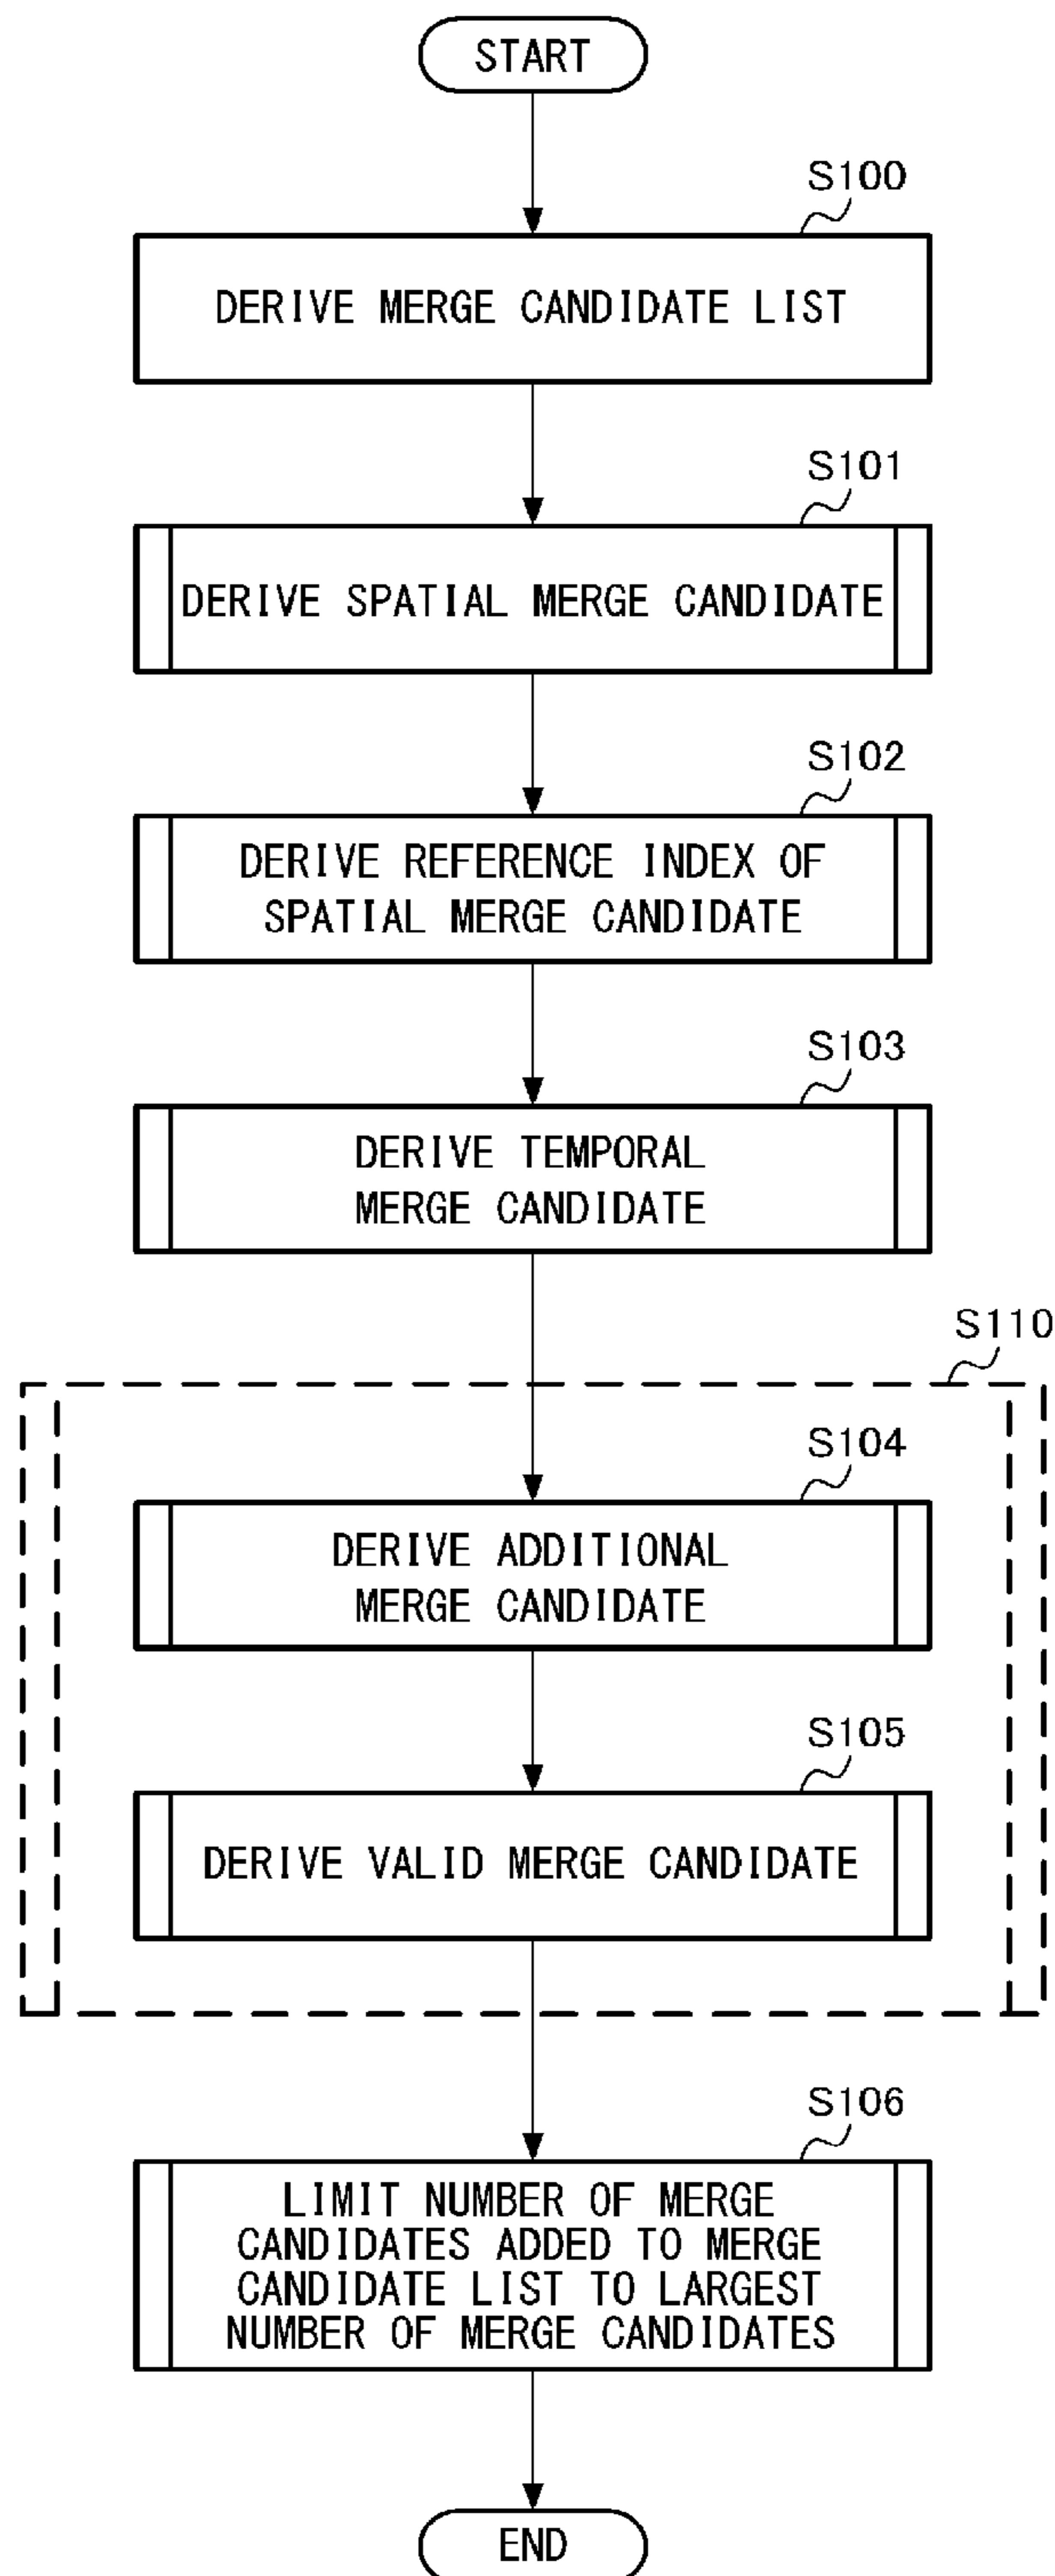 START
S100
DERIVE MERGE CANDIDATE LIST
S101
DERIVE SPATIAL MERGE CANDIDATE
S102
DERIVE REFERENCE INDEX OF
SPATIAL MERGE CANDIDATE
S103
DERIVE TEMPORAL
MERGE CANDIDATE
S110
S104
DERIVE ADDITIONAL
MERGE CANDIDATE
S105
DERIVE VALID MERGE CANDIDATE
S106
LIMIT NUMBER OF MERGE
CANDIDATES ADDED TO MERGE
CANDIDATE LIST TO LARGEST
NUMBER OF MERGE CANDIDATES
END